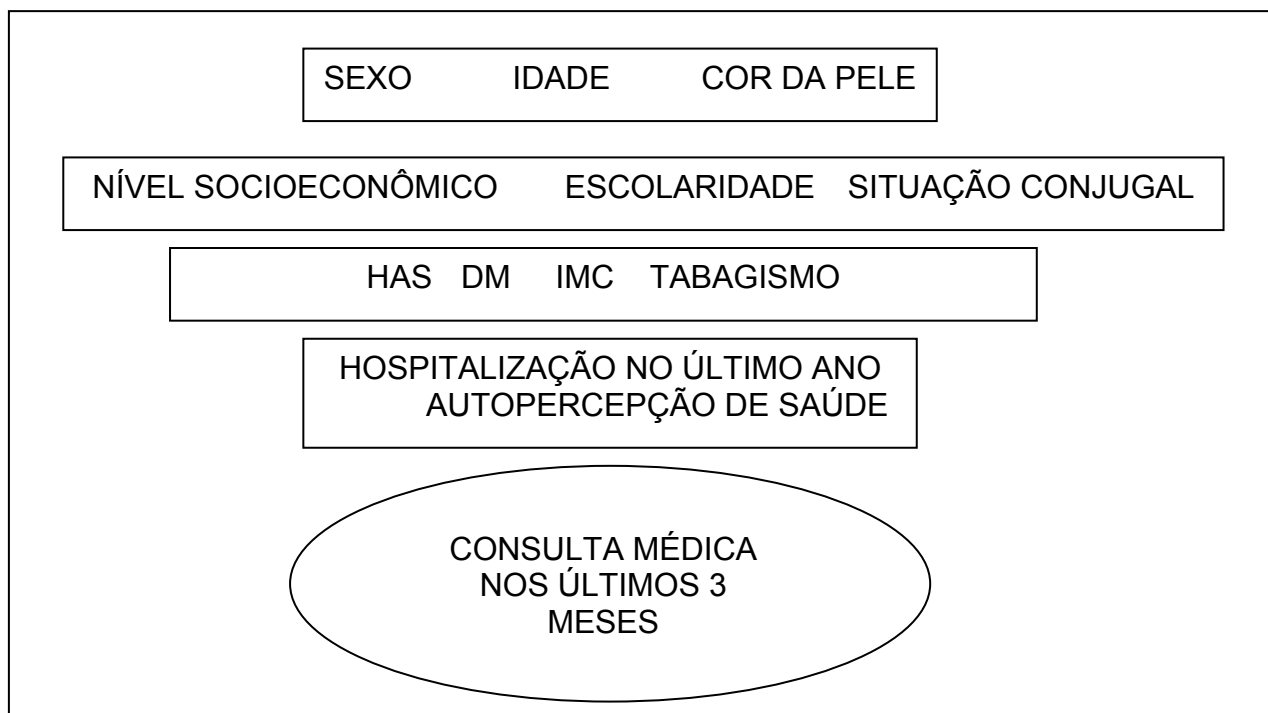 SEXO IDADE COR DA PELE
NÍVEL SOCIOECONÔMICO ESCOLARIDADE SITUAÇÃO CONJUGAL
HAS DM IMC TABAGISMO
HOSPITALIZAÇÃO NO ÚLTIMO ANO
AUTOPERCEPÇÃO DE SAÚDE
CONSULTA MÉDICA
NOS ÚLTIMOS 3
MESES